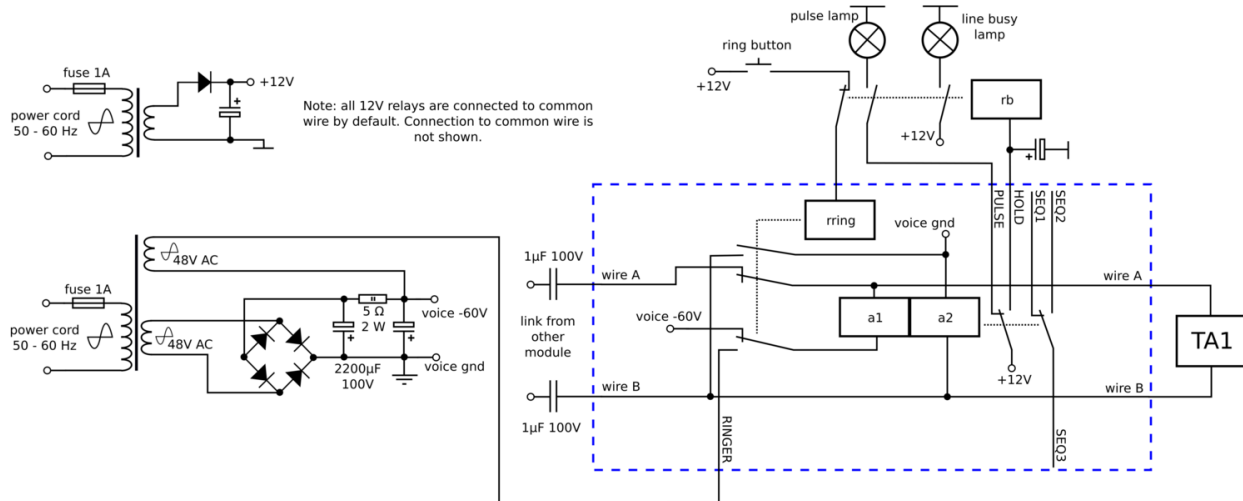 fuse 1A
power cord
50 - 60 Hz
+
+12V
Note: all 12V relays are connected to common
wire by default. Connection to common wire is
not shown.
pulse lamp
line busy
lamp
ring button
+12V
+12V
rb
+
48V AC
fuse 1A
power cord
50 - 60 Hz
48V AC
5 Ω
2 W
+
+
voice -60V
voice gnd
2200µF
100V
1µF 100V
link from
other
module
1µF 100V
wire A
voice -60V
wire B
RINGER
rring
voice gnd
a1
a2
PULSE
HOLD
SEQ1
SEQ2
+12V
SEQ3
wire A
wire B
TA1